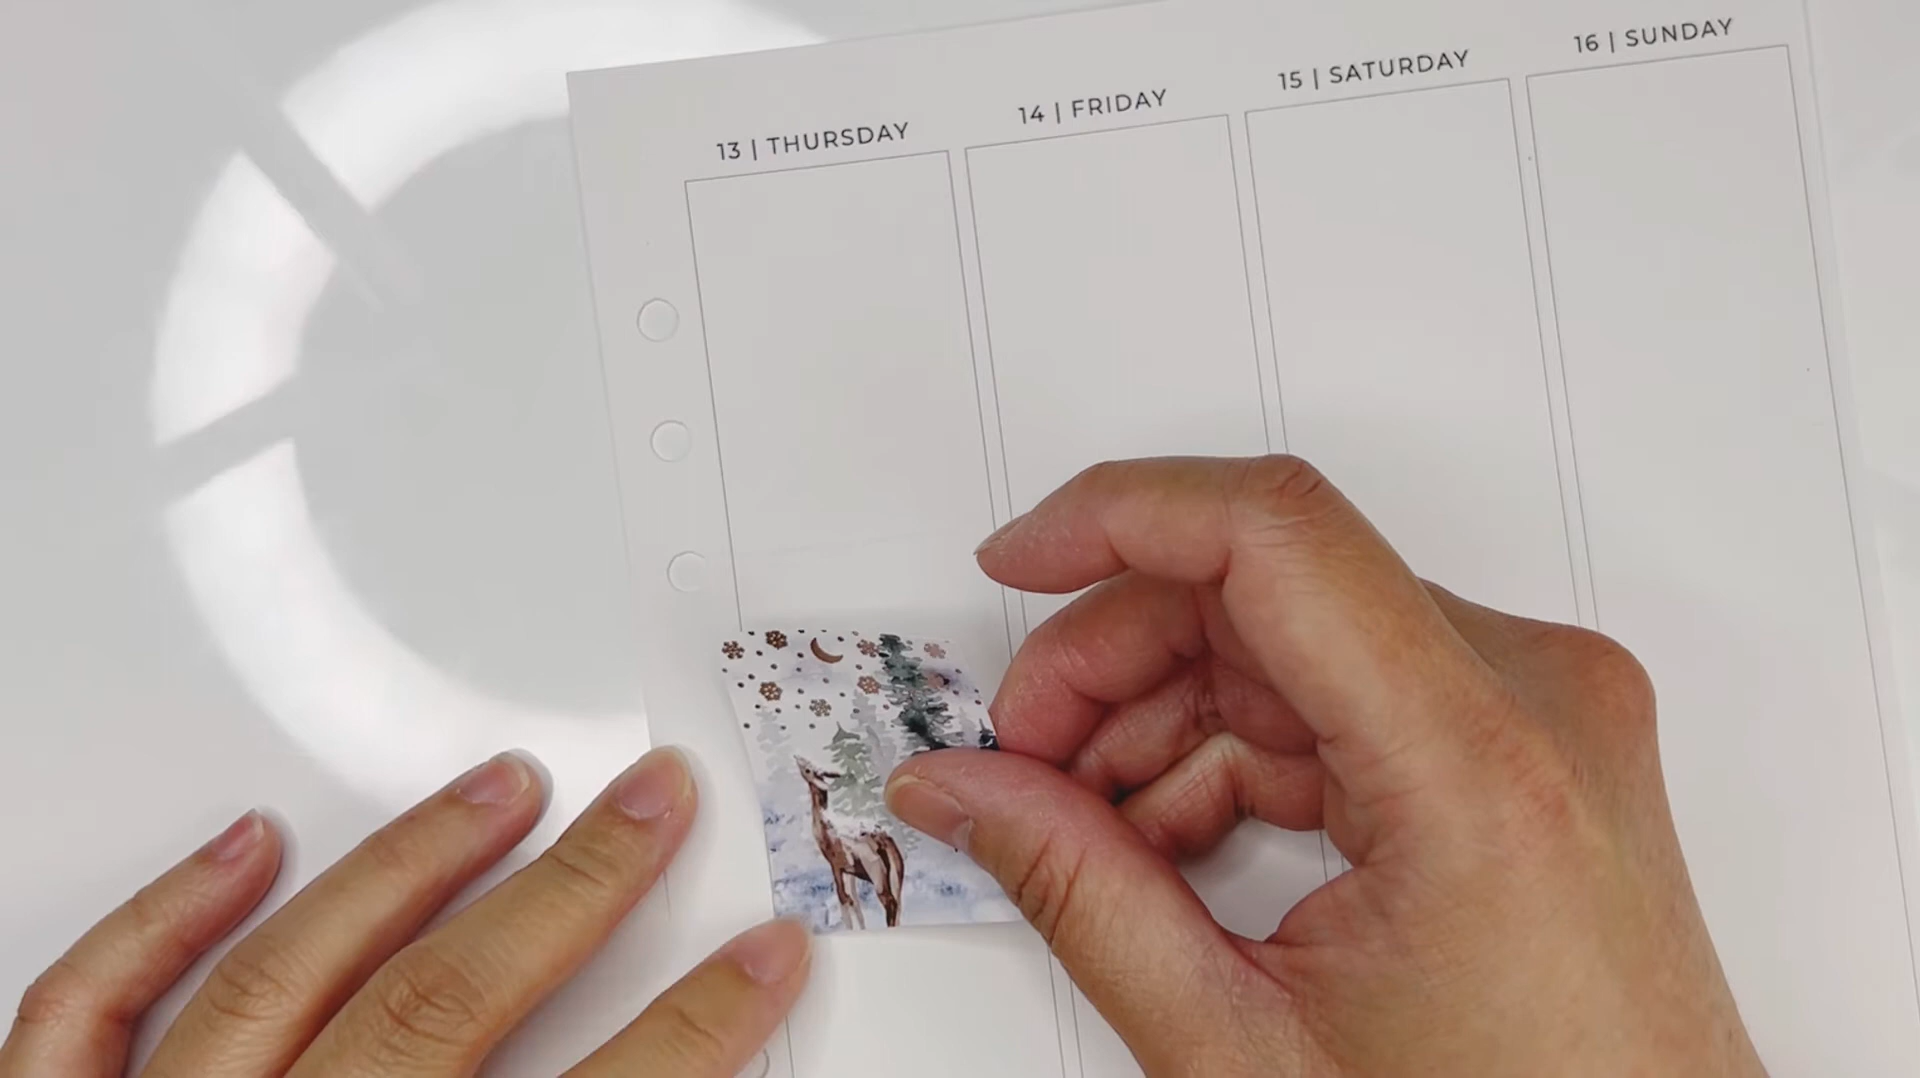 13 | THURSDAY
14 | FRIDAY
15 | SATURDAY
16 | SUNDAY